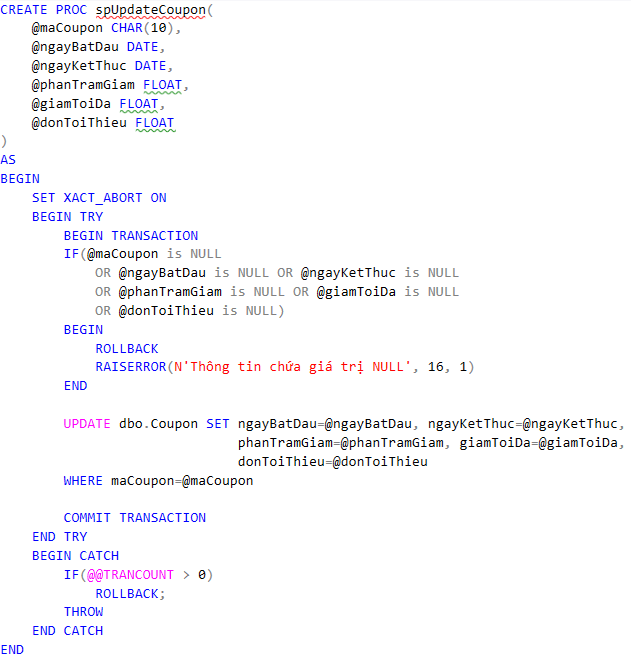 CREATE PROC spUpdateCoupon(
    @maCoupon CHAR(10),
    @ngayBatDau DATE,
    @ngayKetThuc DATE,
    @phanTramGiam FLOAT,
    @giamToiDa FLOAT,
    @donToiThieu FLOAT
)
AS
BEGIN
    SET XACT_ABORT ON
    BEGIN TRY
        BEGIN TRANSACTION
        IF(@maCoupon is NULL
            OR @ngayBatDau is NULL OR @ngayKetThuc is NULL
            OR @phanTramGiam is NULL OR @giamToiDa is NULL
            OR @donToiThieu is NULL)
        BEGIN
            ROLLBACK
            RAISERROR(N'Thông tin chứa giá trị NULL', 16, 1)
        END
        UPDATE dbo.Coupon SET ngayBatDau=@ngayBatDau, ngayKetThuc=@ngayKetThuc,
                              phanTramGiam=@phanTramGiam, giamToiDa=@giamToiDa,
                              donToiThieu=@donToiThieu
        WHERE maCoupon=@maCoupon
        COMMIT TRANSACTION
    END TRY
    BEGIN CATCH
        IF(@@TRANCOUNT > 0)
            ROLLBACK;
        THROW
    END CATCH
END